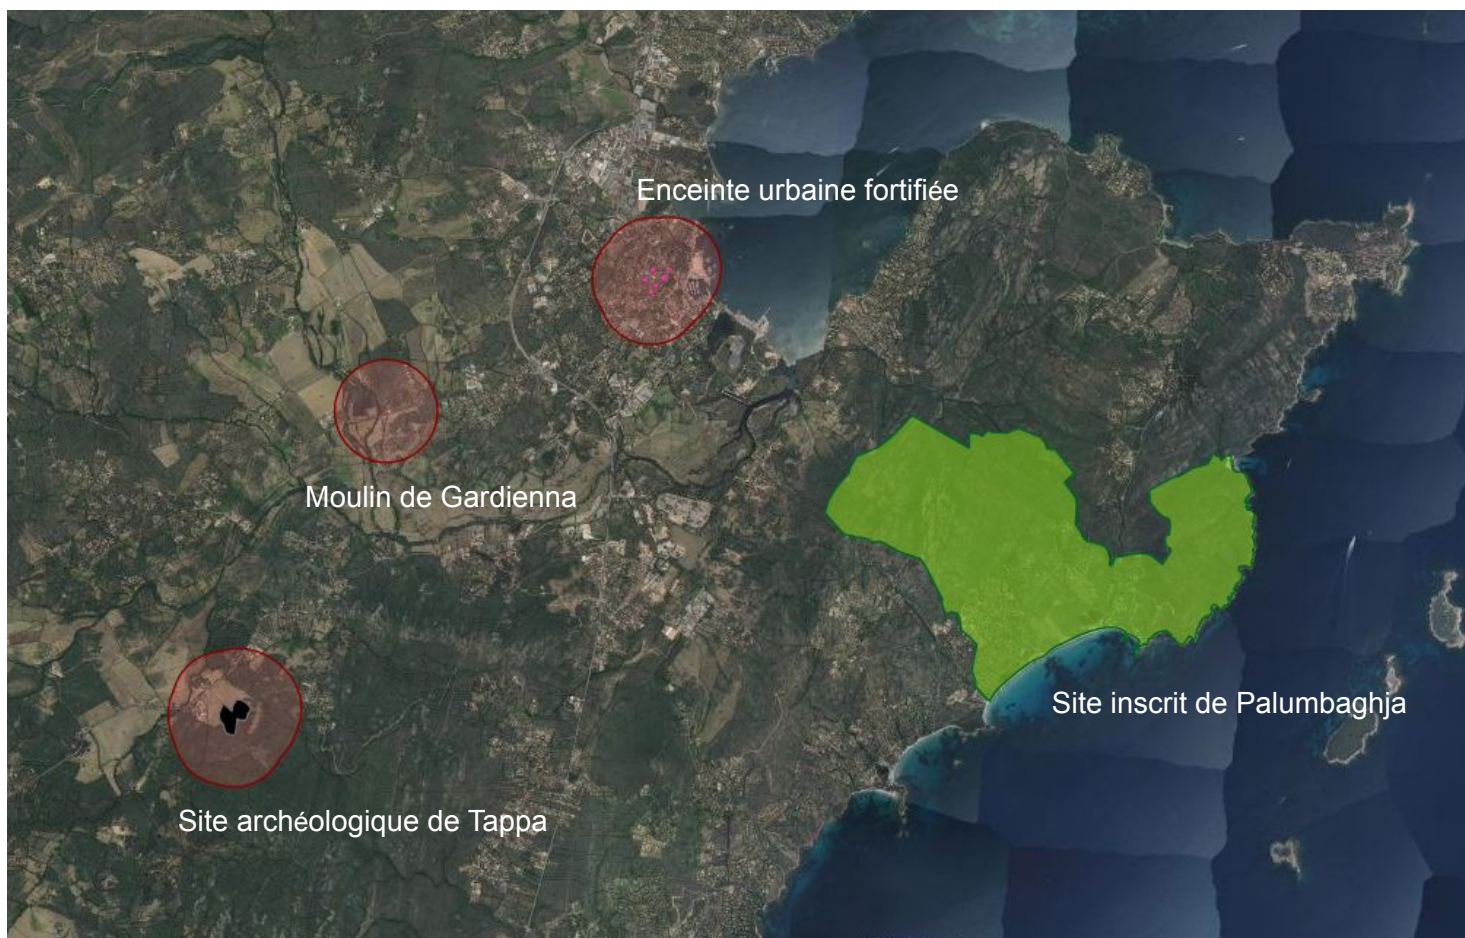 Enceinte urbaine fortifiée
Moulin de Gardienna
Site inscrit de Palumbaghja
Site archéologique de Tappa